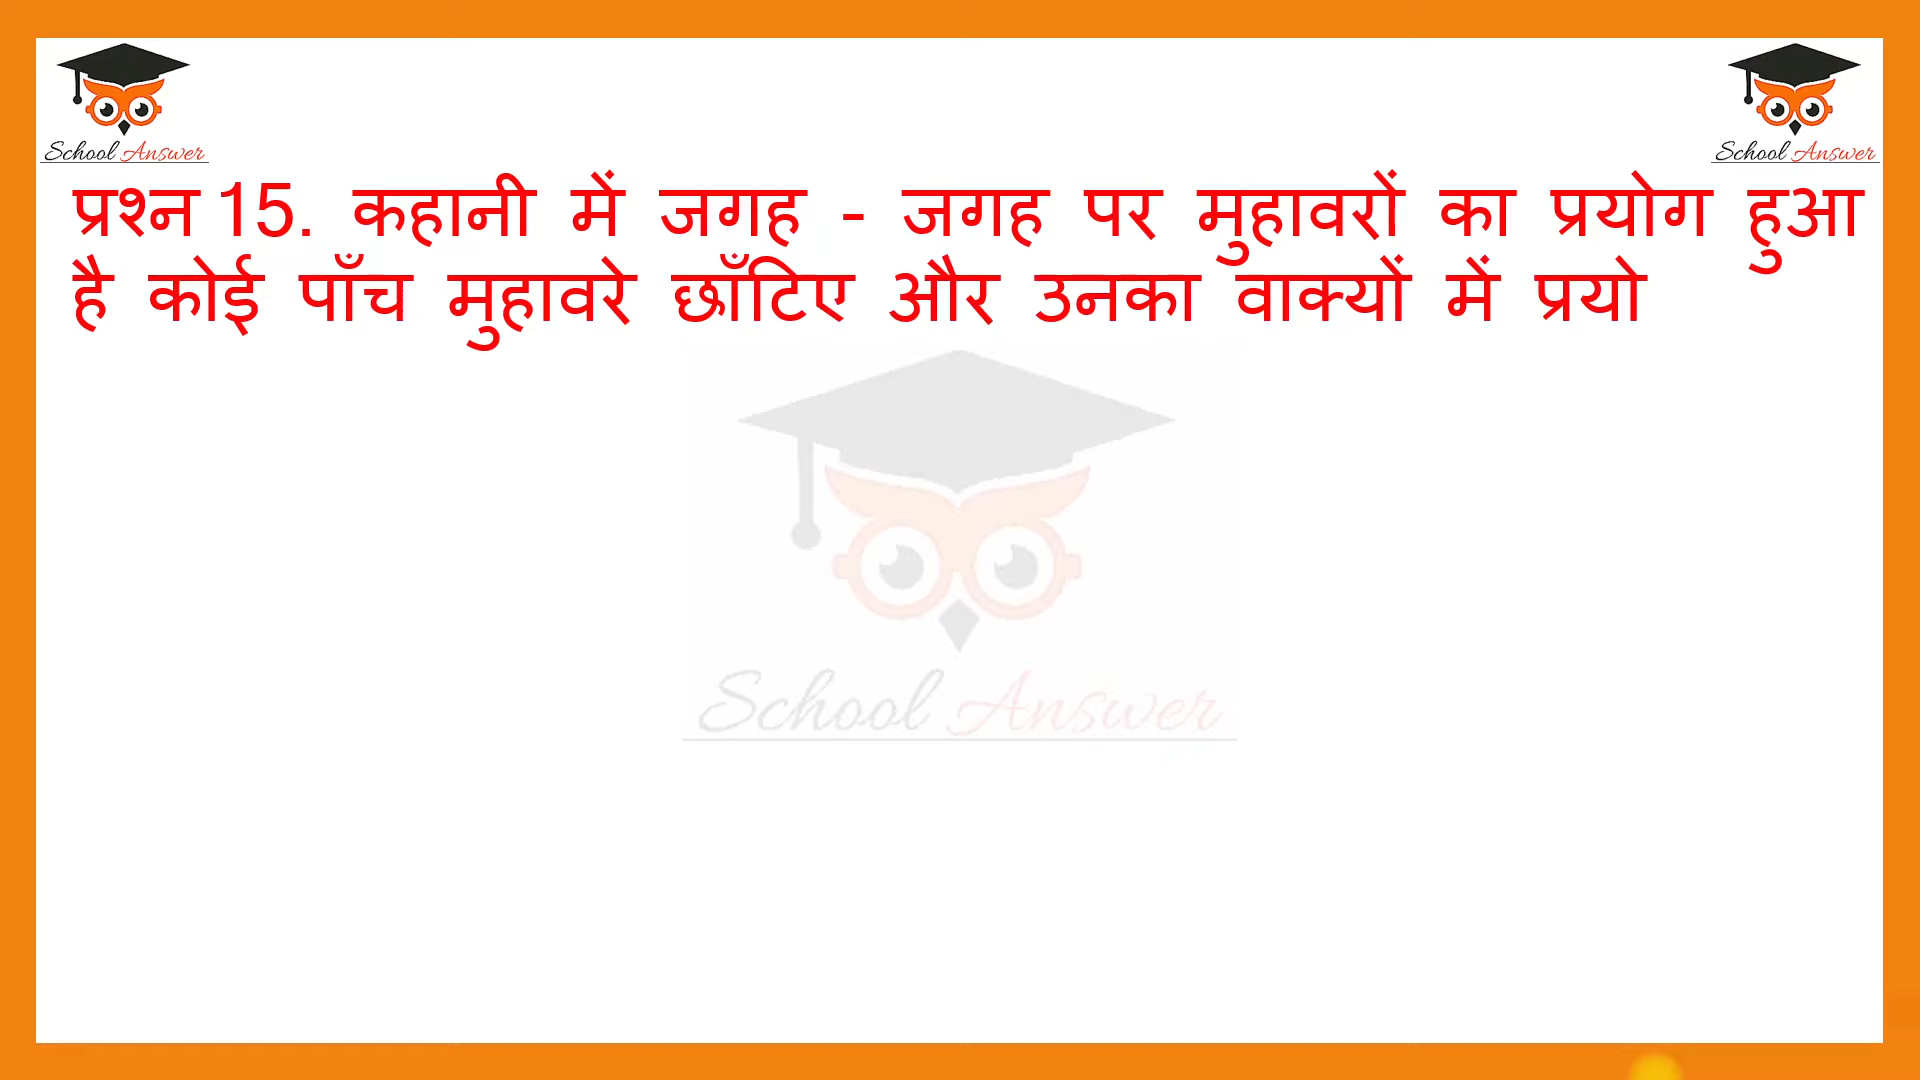 School Answer School Answer
प्रश्न 15. कहानी में जगह - जगह पर मुहावरों का प्रयोग हुआ
है कोई पाँच मुहावरे छाँटिए और उनका वाक्यों में प्रयो
School Answer